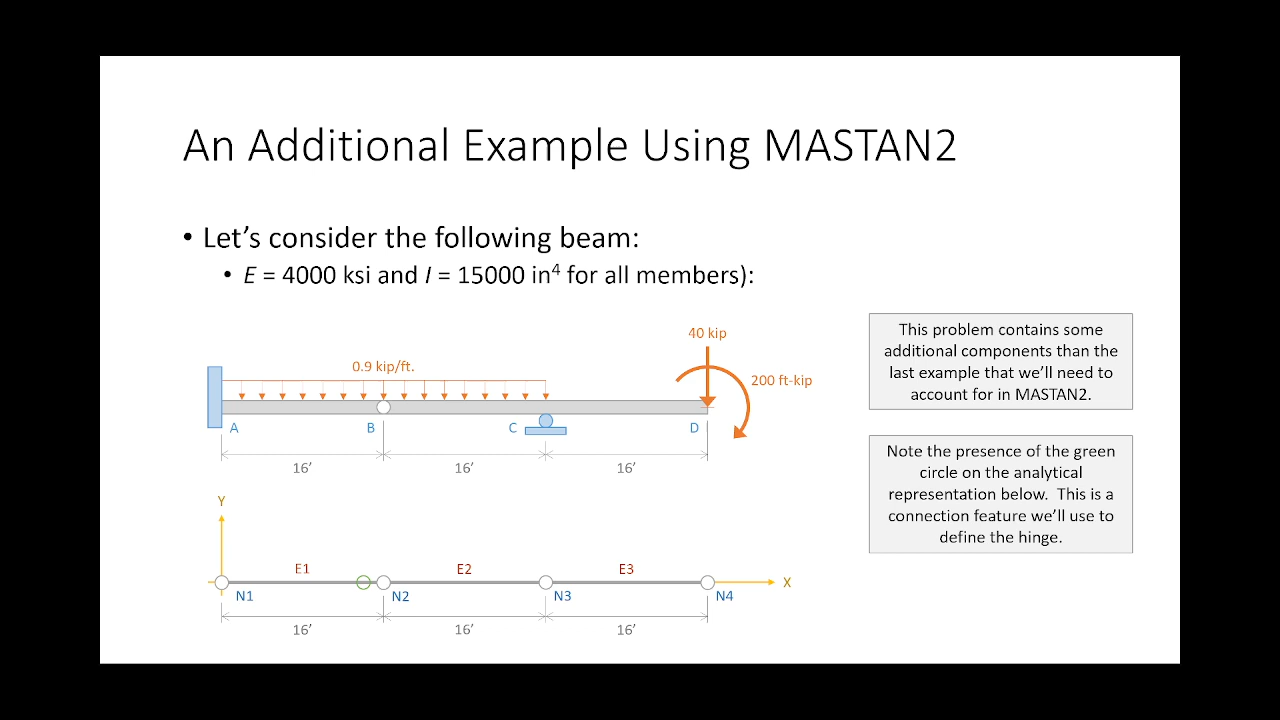 An Additional Example Using MASTAN2
• Let’s consider the following beam:
• E = 4000 ksi and I = 15000 in⁴ for all members):
40 kip
0.9 kip/ft.
200 ft-kip
A
B
C
D
16’
16’
16’
This problem contains some
additional components than the
last example that we’ll need to
account for in MASTAN2.
Note the presence of the green
circle on the analytical
representation below. This is a
connection feature we’ll use to
define the hinge.
Y
E1
E2
E3
X
N1
N2
N3
N4
16’
16’
16’